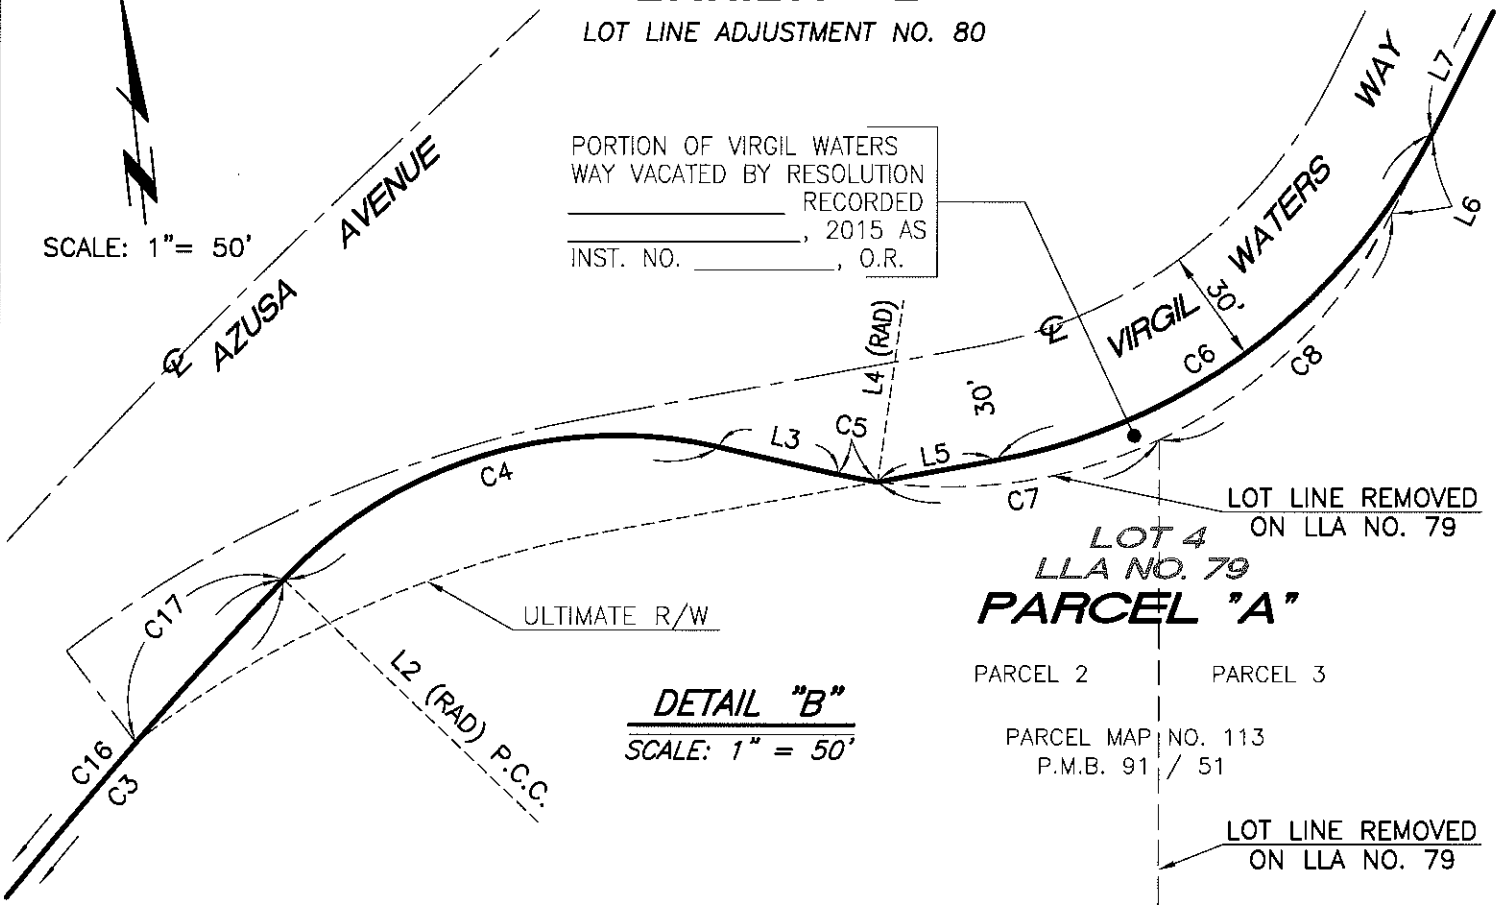 LOT LINE ADJUSTMENT NO. 80
SCALE: 1"= 50'
℄ AZUSA AVENUE
PORTION OF VIRGIL WATERS
WAY VACATED BY RESOLUTION
RECORDED
, 2015 AS
INST. NO. , O.R.
℄ VIRGIL WATERS WAY
30'
30'
L7
L6
C6
C8
L4 (RAD)
L3
C5
L5
C4
C7
LOT LINE REMOVED
ON LLA NO. 79
LOT 4
LLA NO. 79
PARCEL "A"
C17
ULTIMATE R/W
L2 (RAD) P.C.C.
PARCEL 2
PARCEL 3
DETAIL "B"
SCALE: 1" = 50'
PARCEL MAP NO. 113
P.M.B. 91 / 51
C16
C3
LOT LINE REMOVED
ON LLA NO. 79